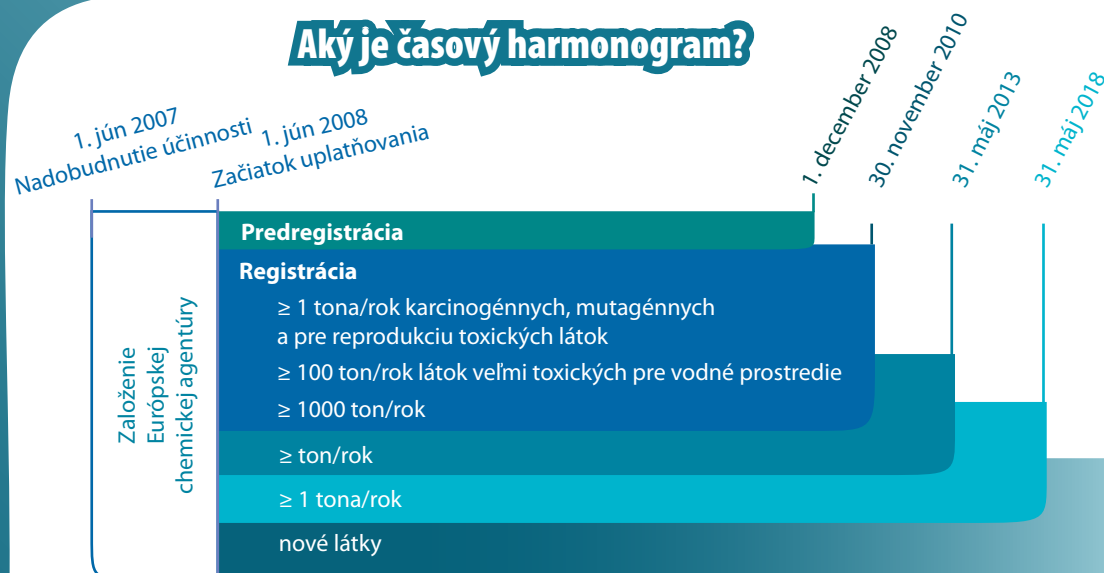 Aký je časový harmonogram?
1. jún 2007
Nadobudnutie účinnosti
1. jún 2008
Začiatok uplatňovania
1. december 2008
30. november 2010
31. máj 2013
31. máj 2018
Založenie
Európskej
chemickej agentúry
Predregistrácia
Registrácia
≥ 1 tona/rok karcinogénnych, mutagénnych
a pre reprodukciu toxických látok
≥ 100 ton/rok látok veľmi toxických pre vodné prostredie
≥ 1000 ton/rok
≥ ton/rok
≥ 1 tona/rok
nové látky